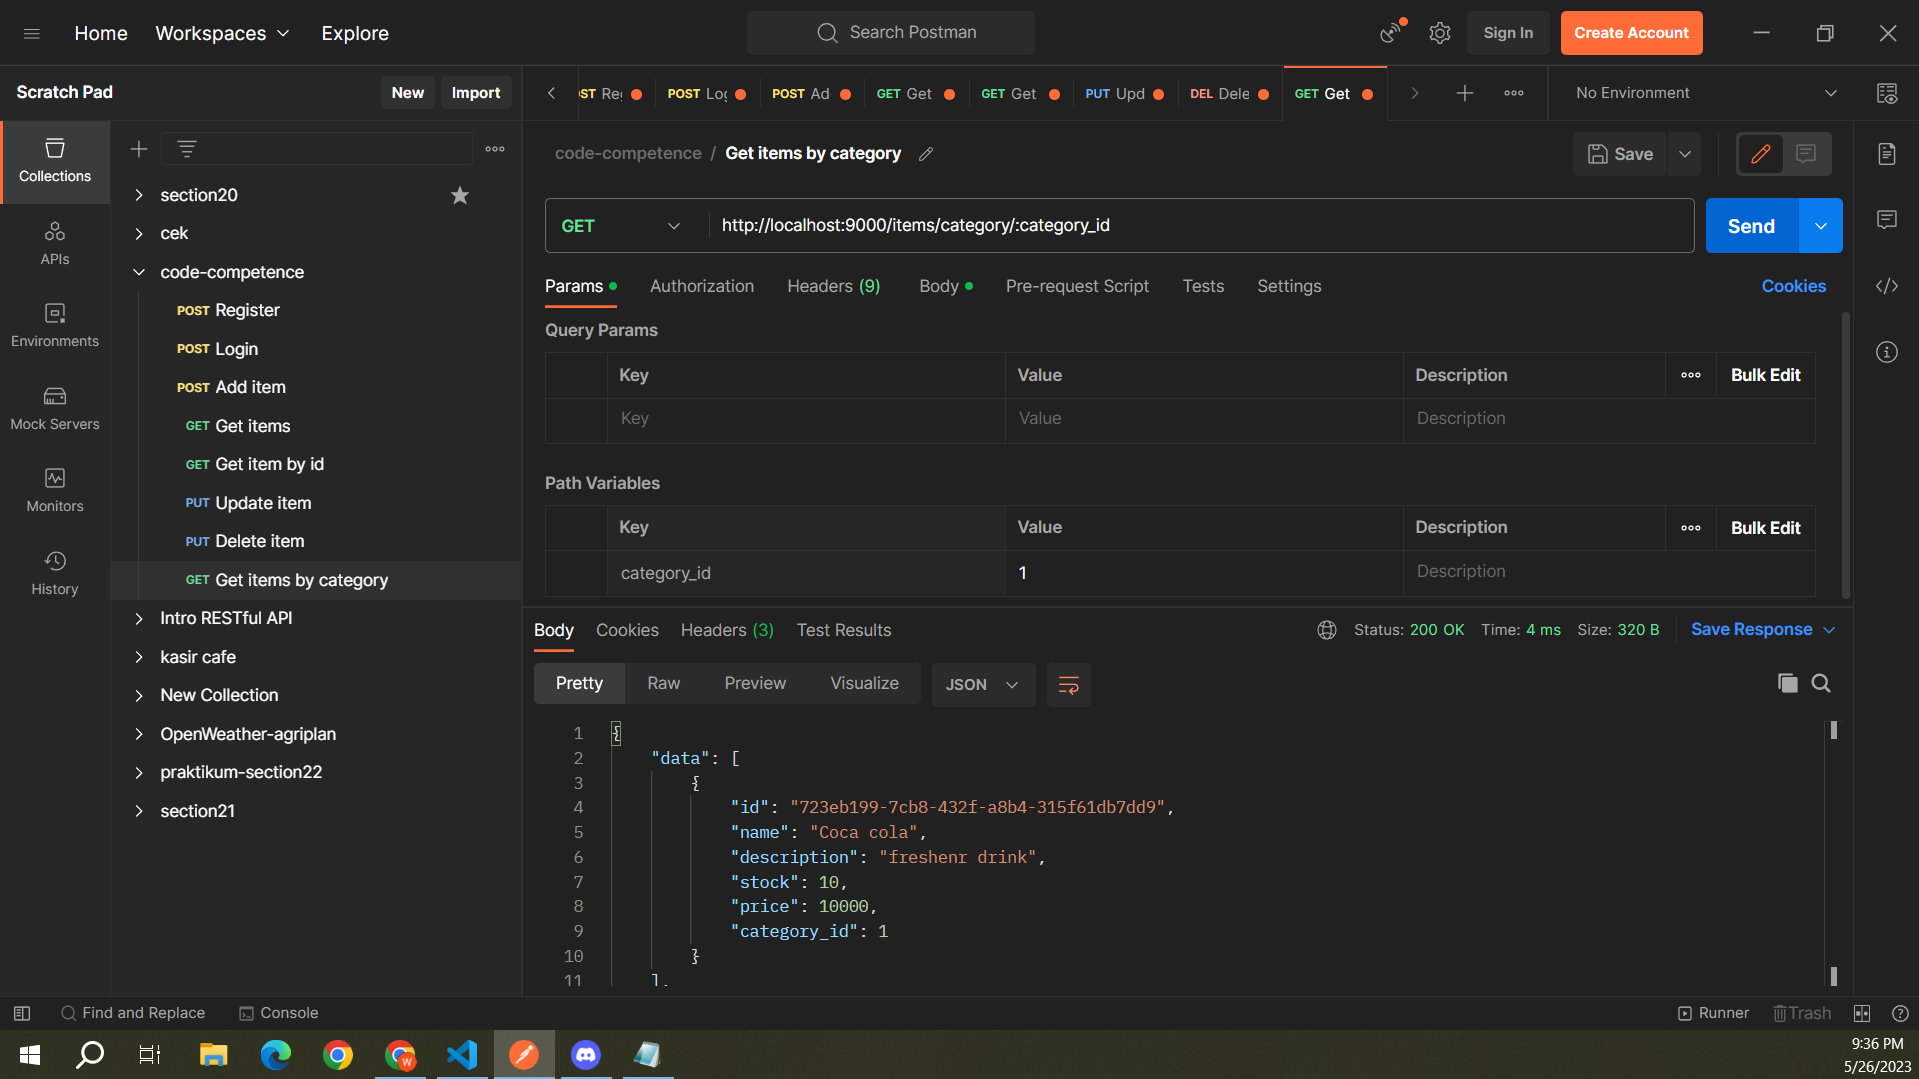 Home Workspaces Explore Search Postman Sign In Create Account
Scratch Pad New Import
POST Log POST Ad GET Get GET Get PUT Upd DEL Dele GET Get No Environment
Collections
APIs
Environments
Mock Servers
Monitors
History
section20
cek
code-competence
POST Register
POST Login
POST Add item
GET Get items
GET Get item by id
PUT Update item
PUT Delete item
GET Get items by category
Intro RESTful API
kasir cafe
New Collection
OpenWeather-agriplan
praktikum-section22
section21
code-competence / Get items by category Save
GET http://localhost:9000/items/category/:category_id Send
Params Authorization Headers (9) Body Pre-request Script Tests Settings Cookies
Query Params
Key Value Description Bulk Edit
Key Value Description
Path Variables
Key Value Description Bulk Edit
category_id 1 Description
Body Cookies Headers (3) Test Results Status: 200 OK Time: 4 ms Size: 320 B Save Response
Pretty Raw Preview Visualize JSON
1 {
2 "data": [
3 {
4 "id": "723eb199-7cb8-432f-a8b4-315f61db7dd9",
5 "name": "Coca cola",
6 "description": "freshenr drink",
7 "stock": 10,
8 "price": 10000,
9 "category_id": 1
10 }
11 ],
Find and Replace Console Runner Trash
9:36 PM
5/26/2023